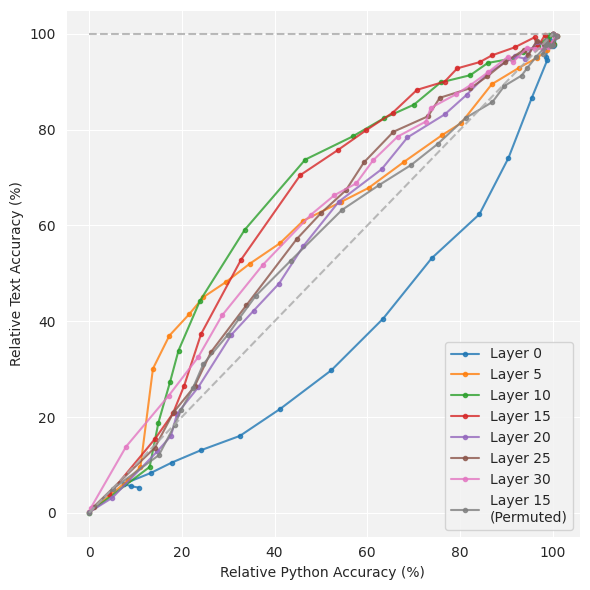 100
80
60
40
20
0
Relative Text Accuracy (%)
0 20 40 60 80 100
Relative Python Accuracy (%)
Layer 0
Layer 5
Layer 10
Layer 15
Layer 20
Layer 25
Layer 30
Layer 15
(Permuted)